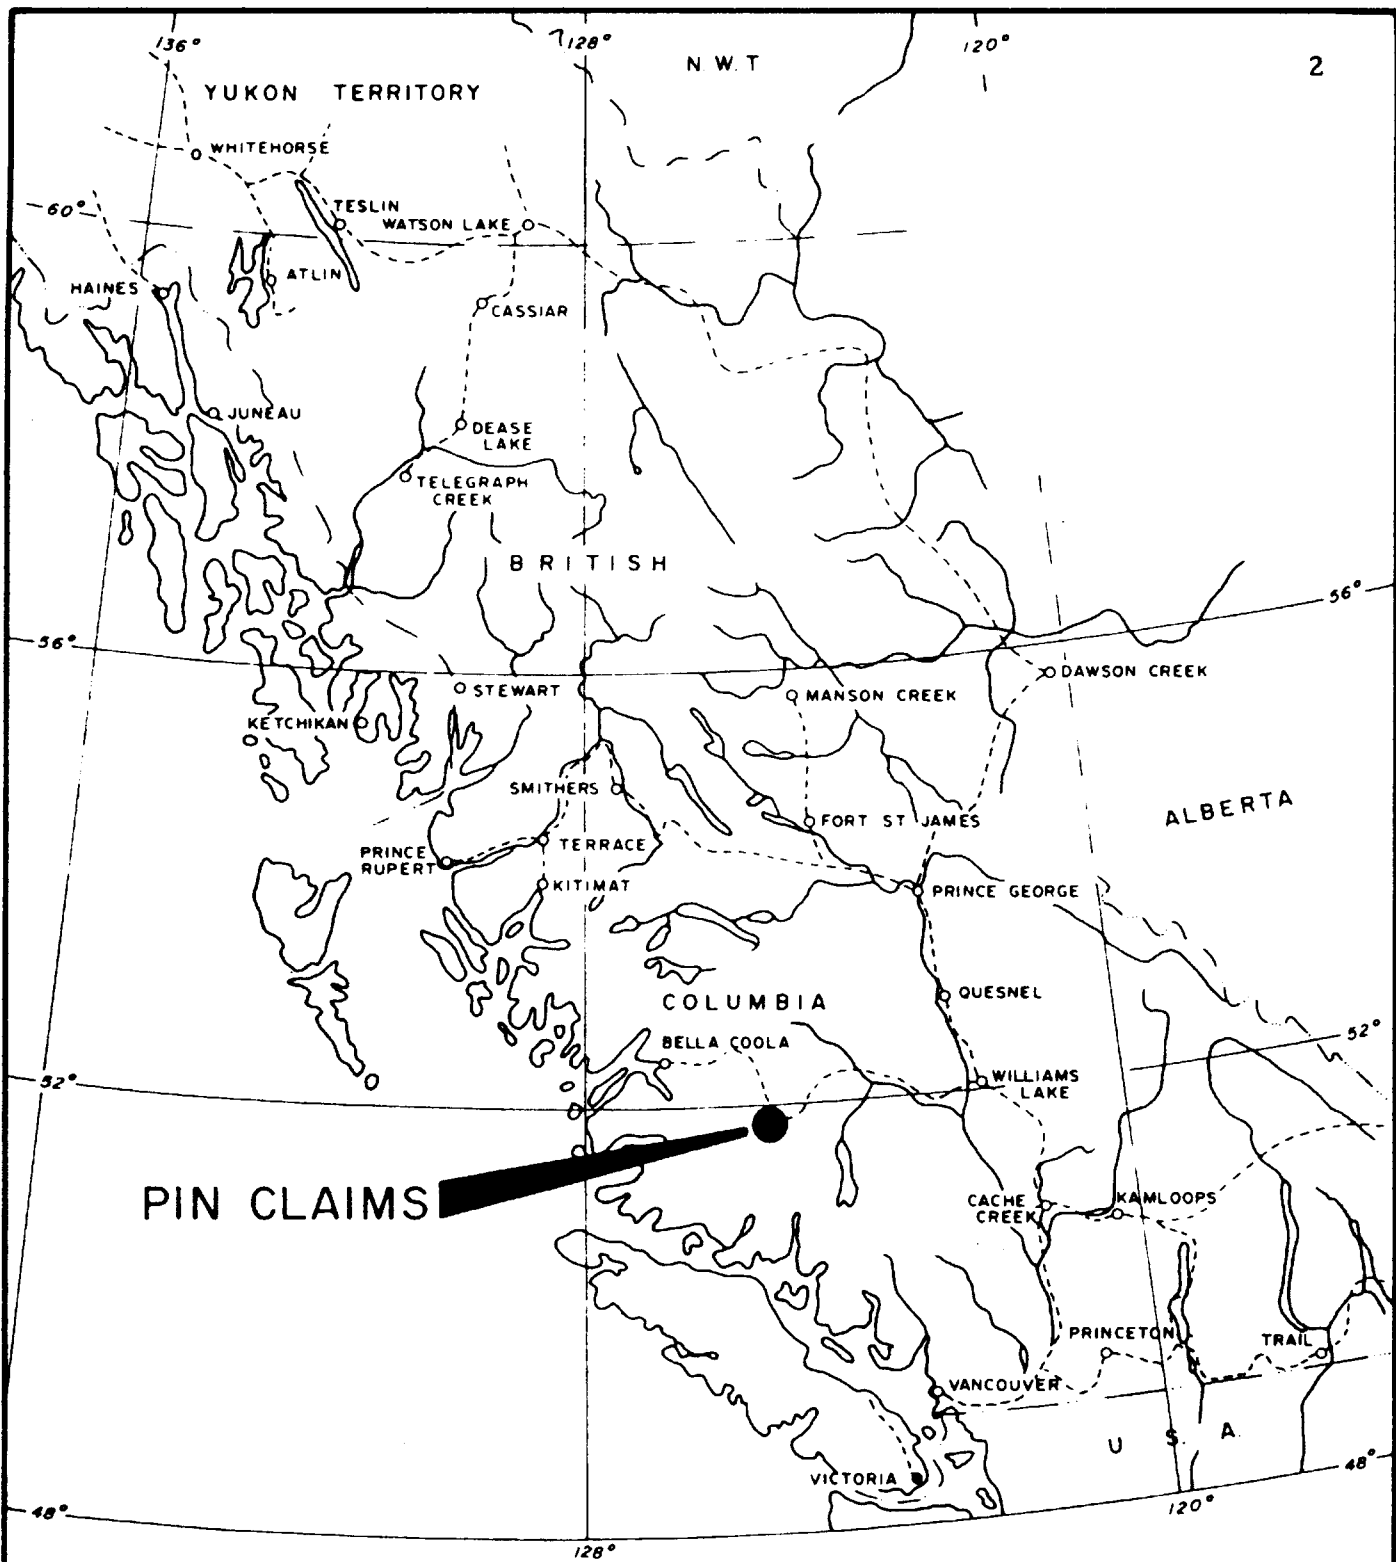 136°
128°
120°
N.W.T
2
YUKON TERRITORY
WHITEHORSE
60°
TESLIN
WATSON LAKE
ATLIN
HAINES
CASSIAR
JUNEAU
DEASE
LAKE
TELEGRAPH
CREEK
BRITISH
56°
56°
DAWSON CREEK
STEWART
MANSON CREEK
KETCHIKAN
SMITHERS
ALBERTA
FORT ST JAMES
TERRACE
PRINCE
RUPERT
KITIMAT
PRINCE GEORGE
QUESNEL
COLUMBIA
BELLA COOLA
52°
52°
WILLIAMS
LAKE
PIN CLAIMS
CACHE
CREEK
KAMLOOPS
PRINCETON
TRAIL
VANCOUVER
U.S.A.
VICTORIA
48°
48°
120°
128°